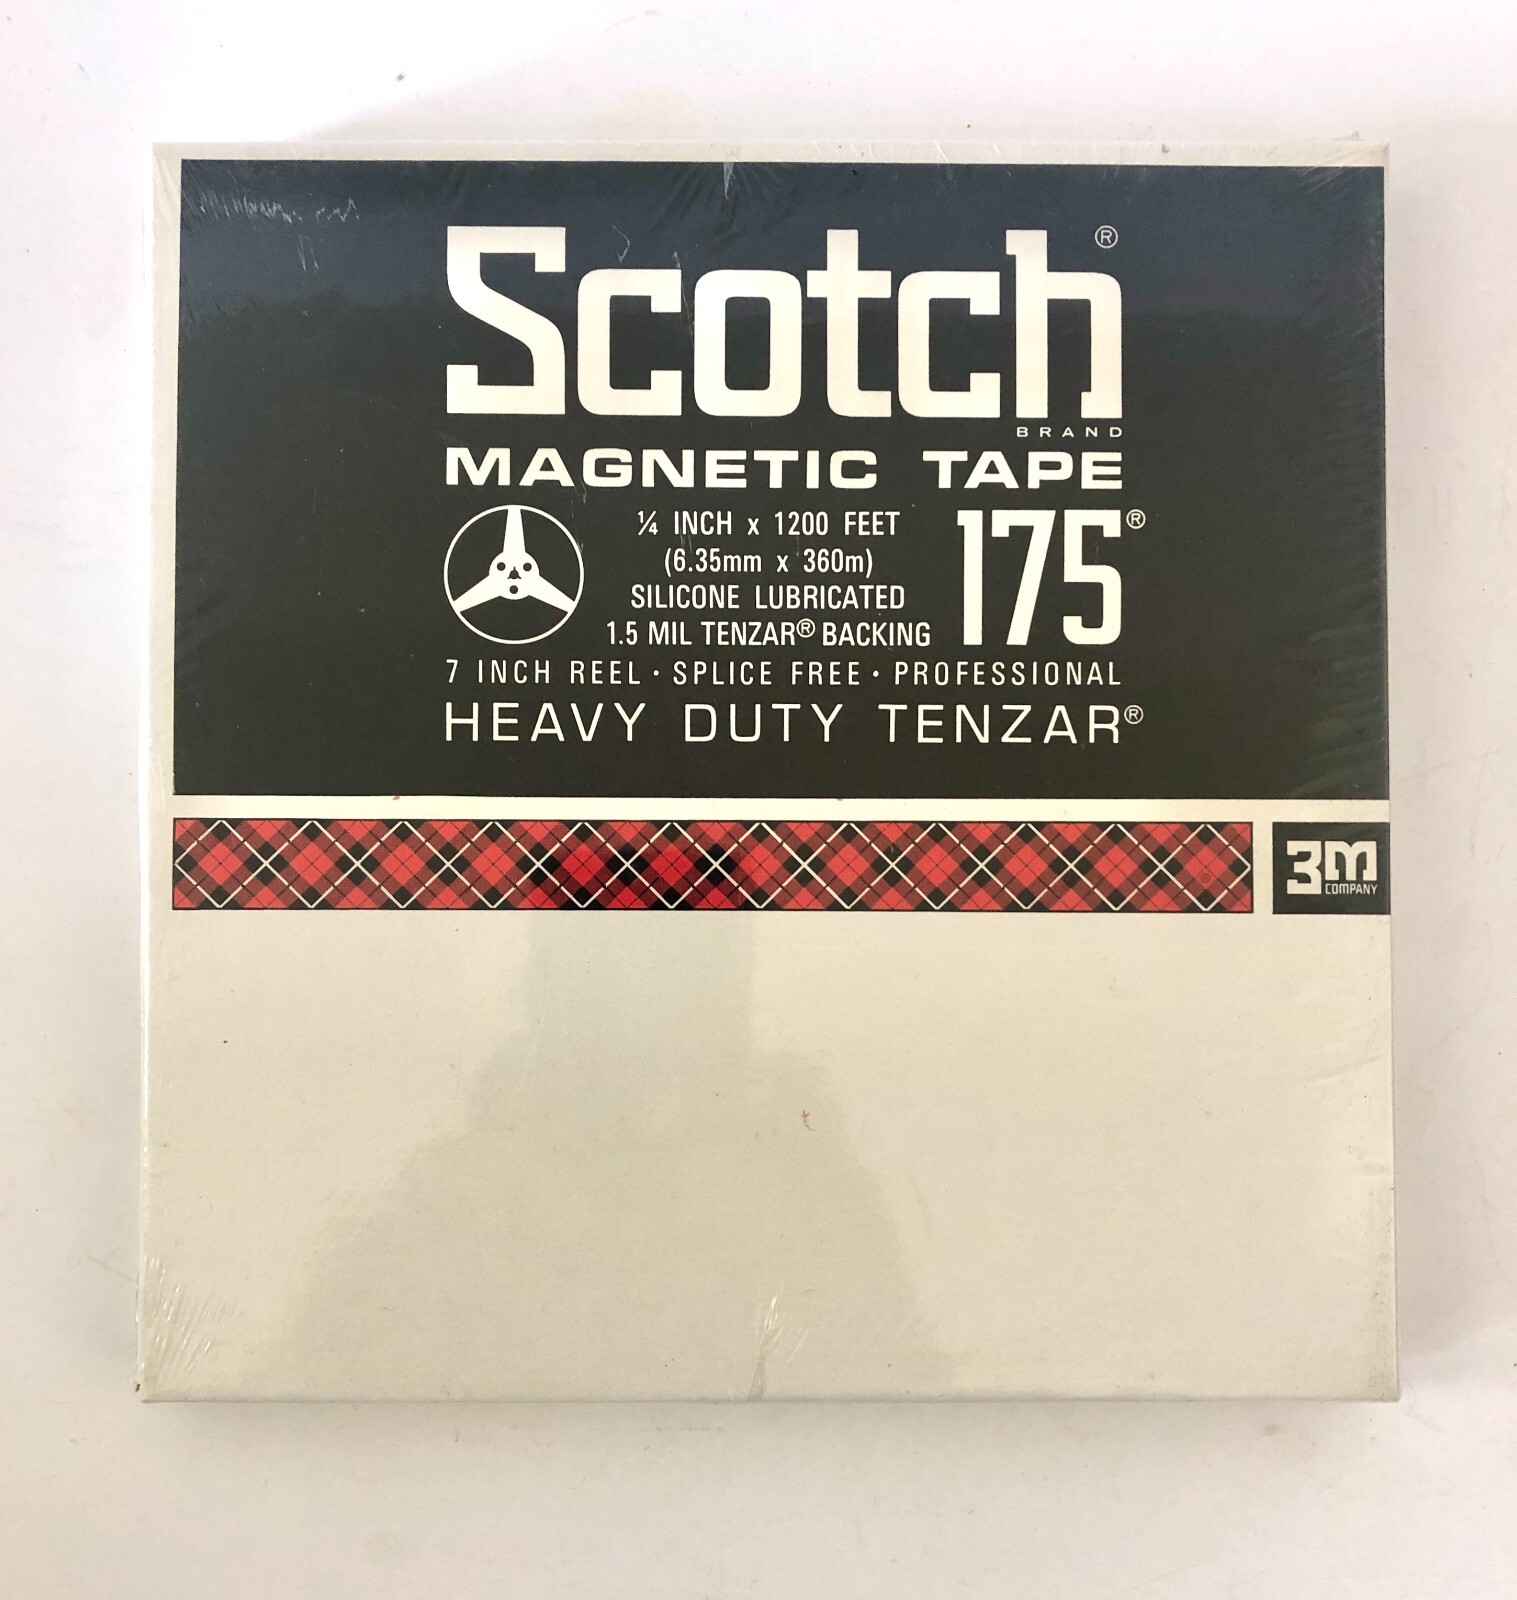 Scotch®
BRAND
MAGNETIC TAPE
¼ INCH x 1200 FEET
(6.35mm x 360m)
SILICONE LUBRICATED
1.5 MIL TENZAR® BACKING
175®
7 INCH REEL · SPLICE FREE · PROFESSIONAL
HEAVY DUTY TENZAR®
®
3M
COMPANY